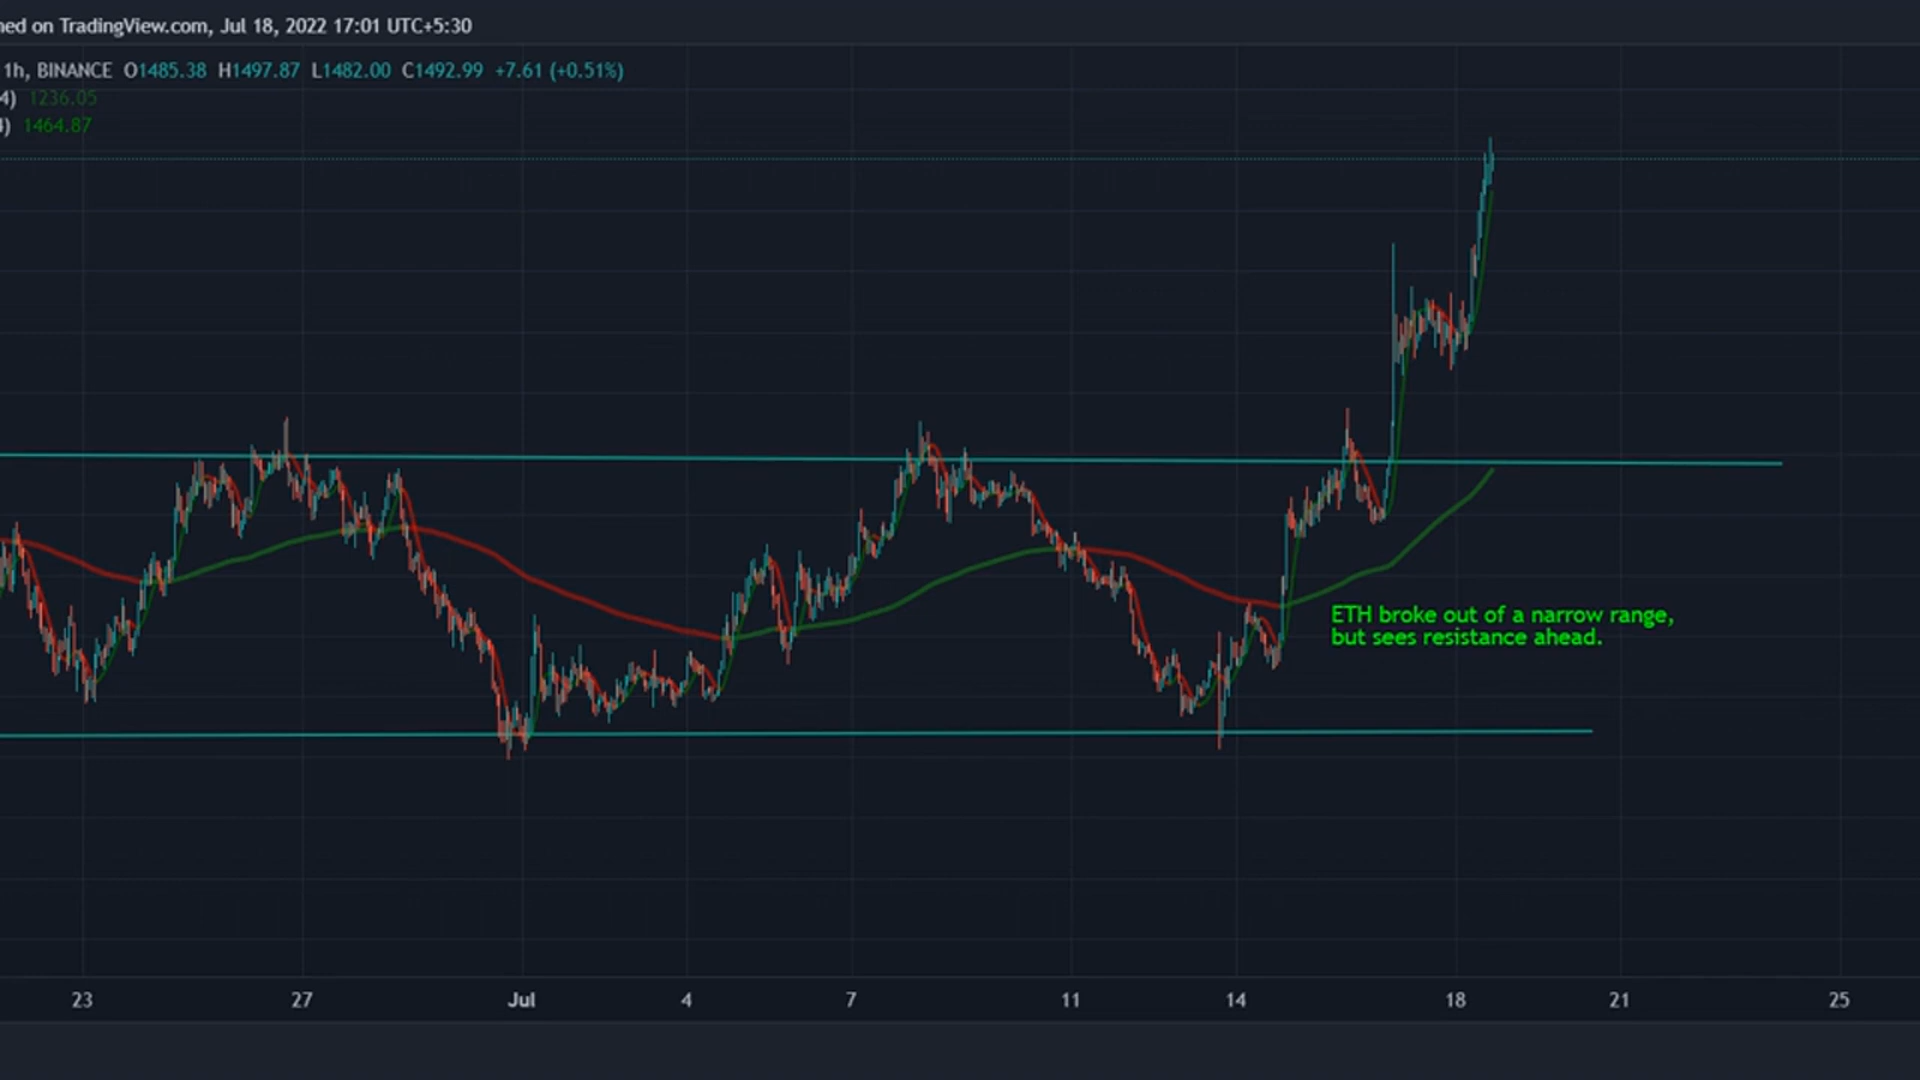 ned on TradingView.com, Jul 18, 2022 17:01 UTC+5:30
1h, BINANCE O1485.38 H1497.87 L1482.00 C1492.99 +7.61 (+0.51%)
4) 1236.05
) 1464.87
ETH broke out of a narrow range,
but sees resistance ahead.
23 27 Jul 4 7 11 14 18 21 25